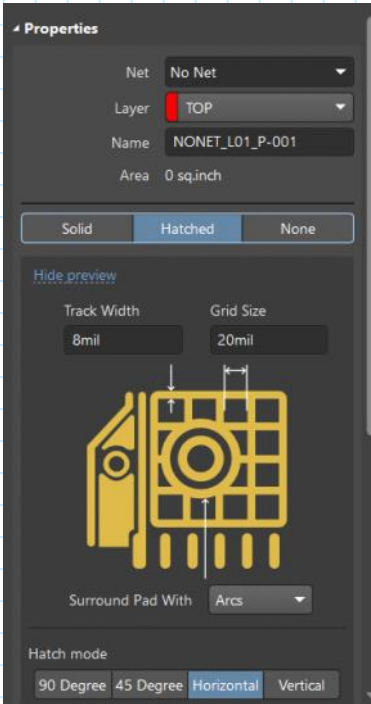 Properties
Net No Net
Layer TOP
Name NONET_L01_P-001
Area 0 sq.inch
Solid Hatched None
Hide preview
Track Width Grid Size
8mil 20mil
Surround Pad With Arcs
Hatch mode
90 Degree 45 Degree Horizontal Vertical